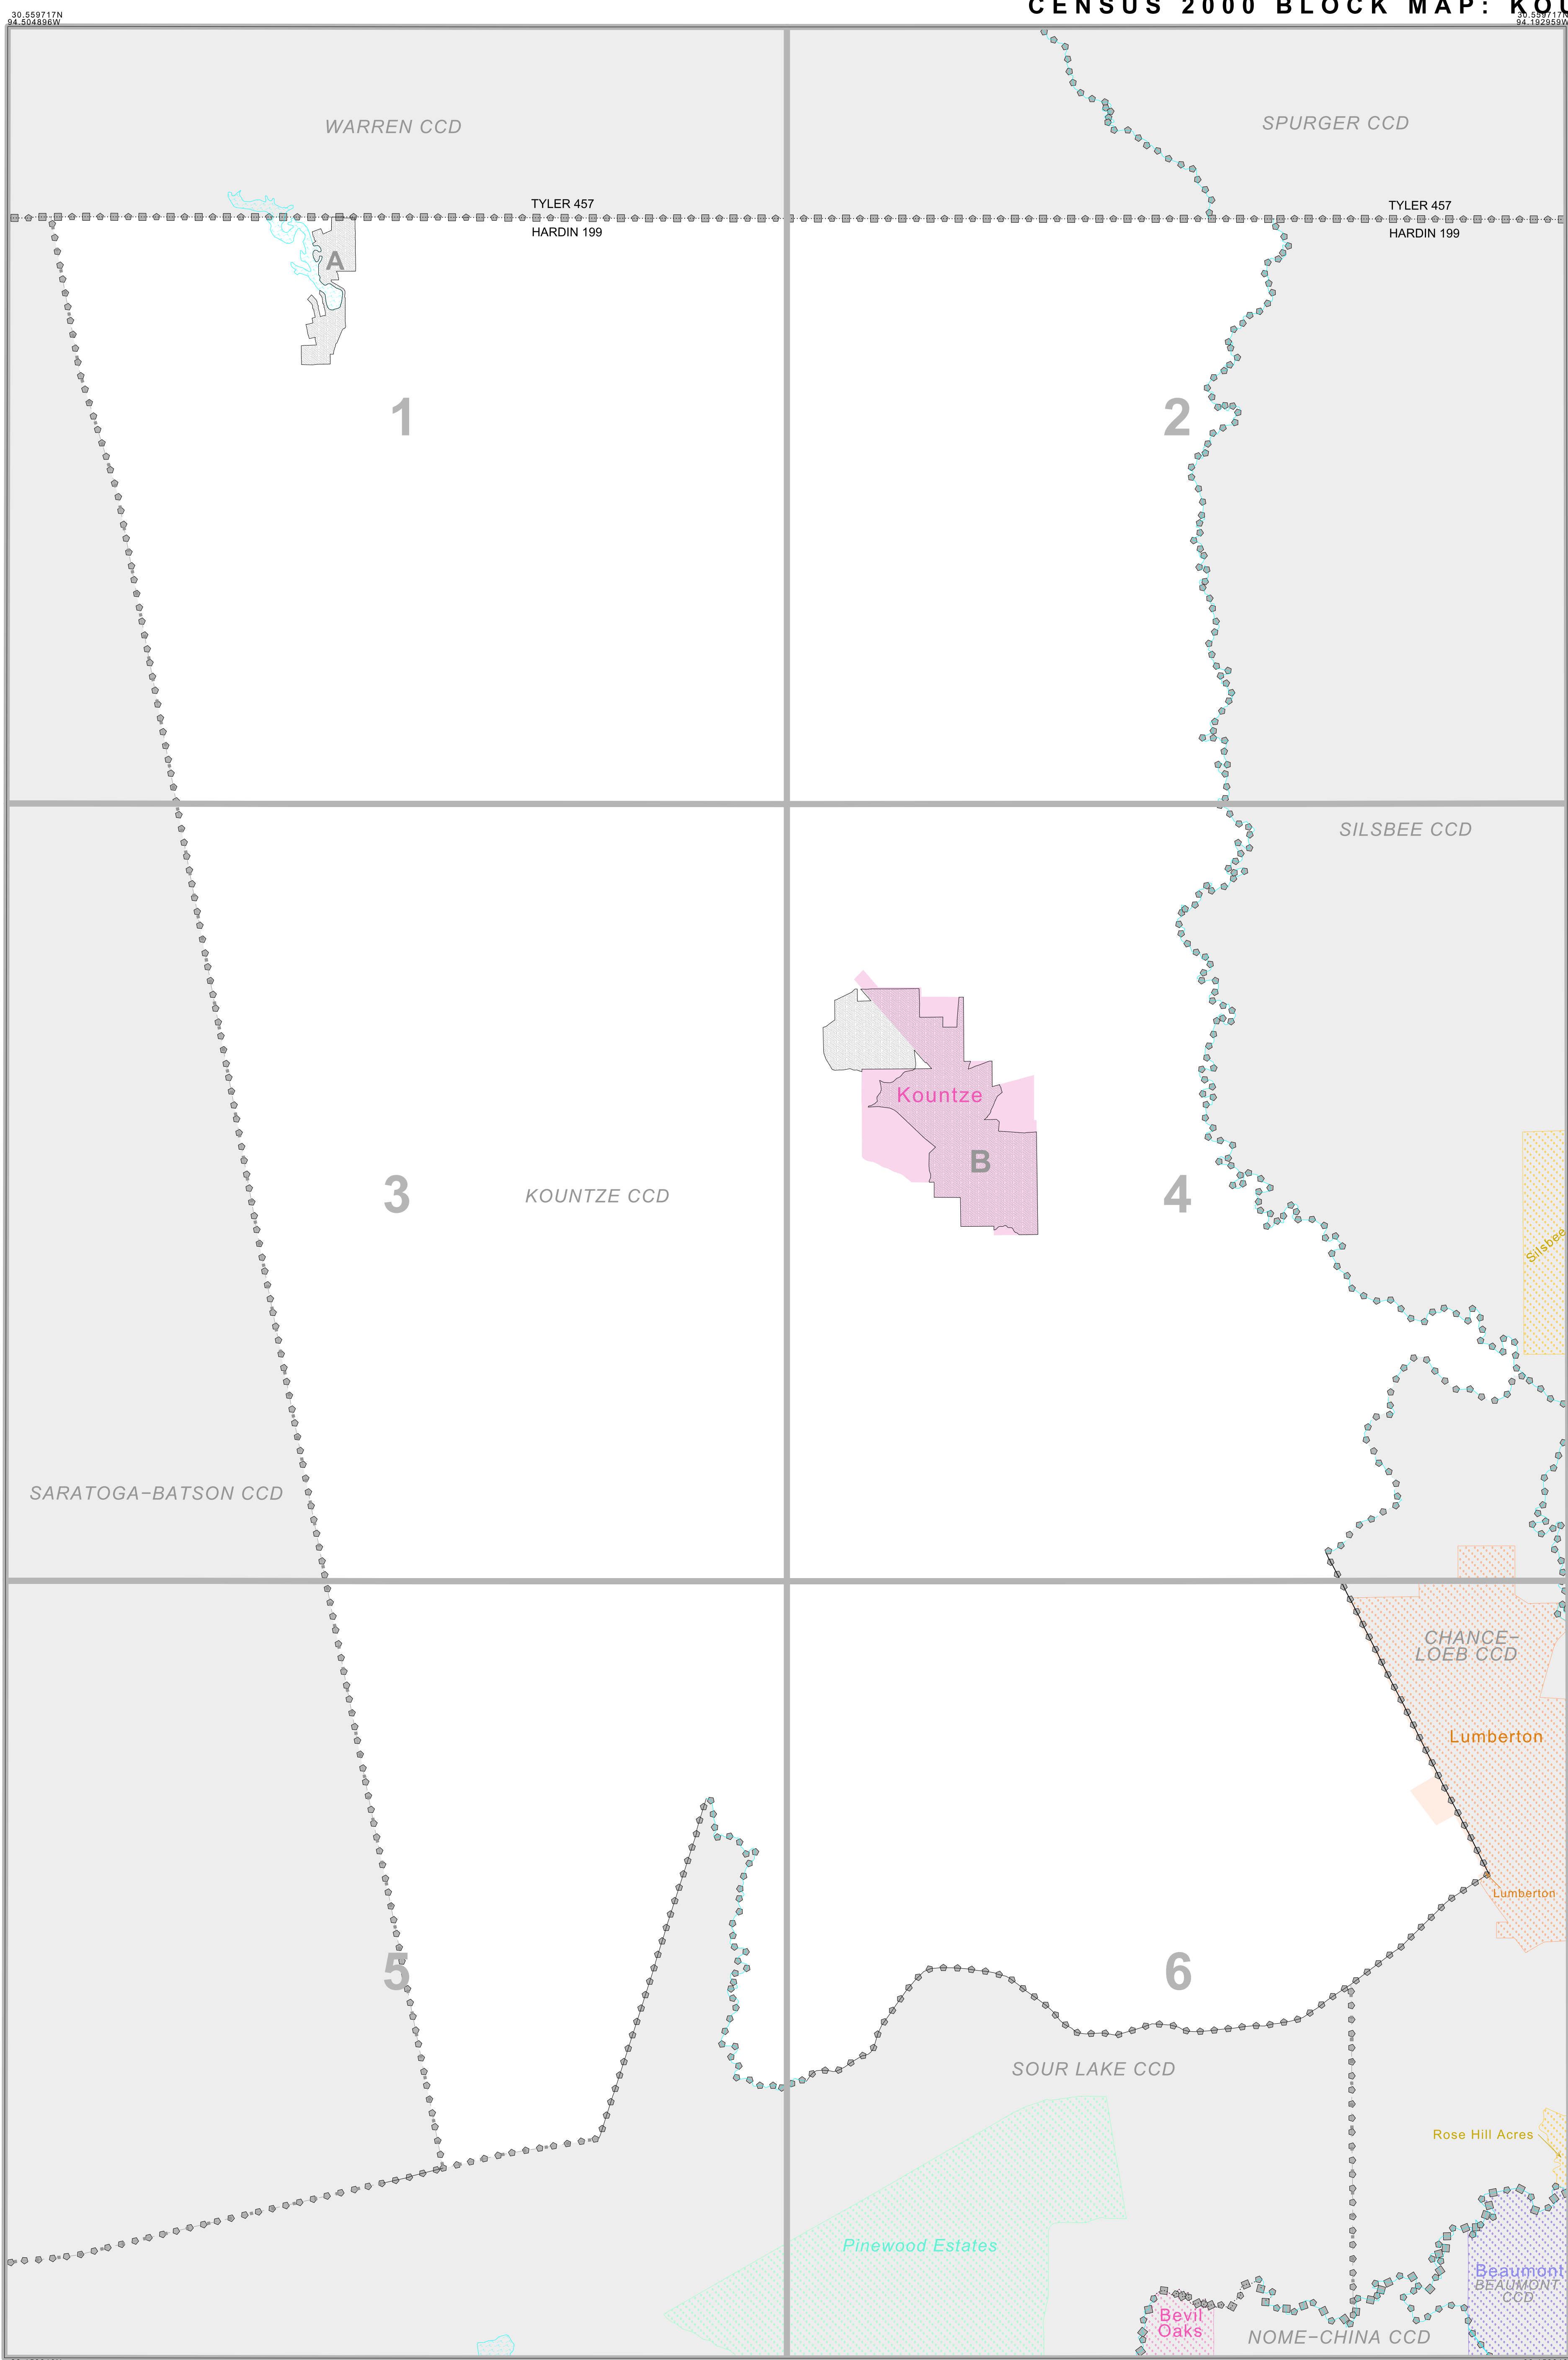 CENSUS 2000 BLOCK MAP: KOU
30.559717N
94.504896W
30.559717N
94.192959W
WARREN CCD
SPURGER CCD
TYLER 457
HARDIN 199
TYLER 457
HARDIN 199
A
1
2
SILSBEE CCD
Kountze
B
3
KOUNTZE CCD
4
Silsbee
SARATOGA-BATSON CCD
CHANCE-
LOEB CCD
Lumberton
Lumberton
5
6
SOUR LAKE CCD
Rose Hill Acres
Pinewood Estates
Beaumont
BEAUMONT
CCD
Bevil
Oaks
NOME-CHINA CCD